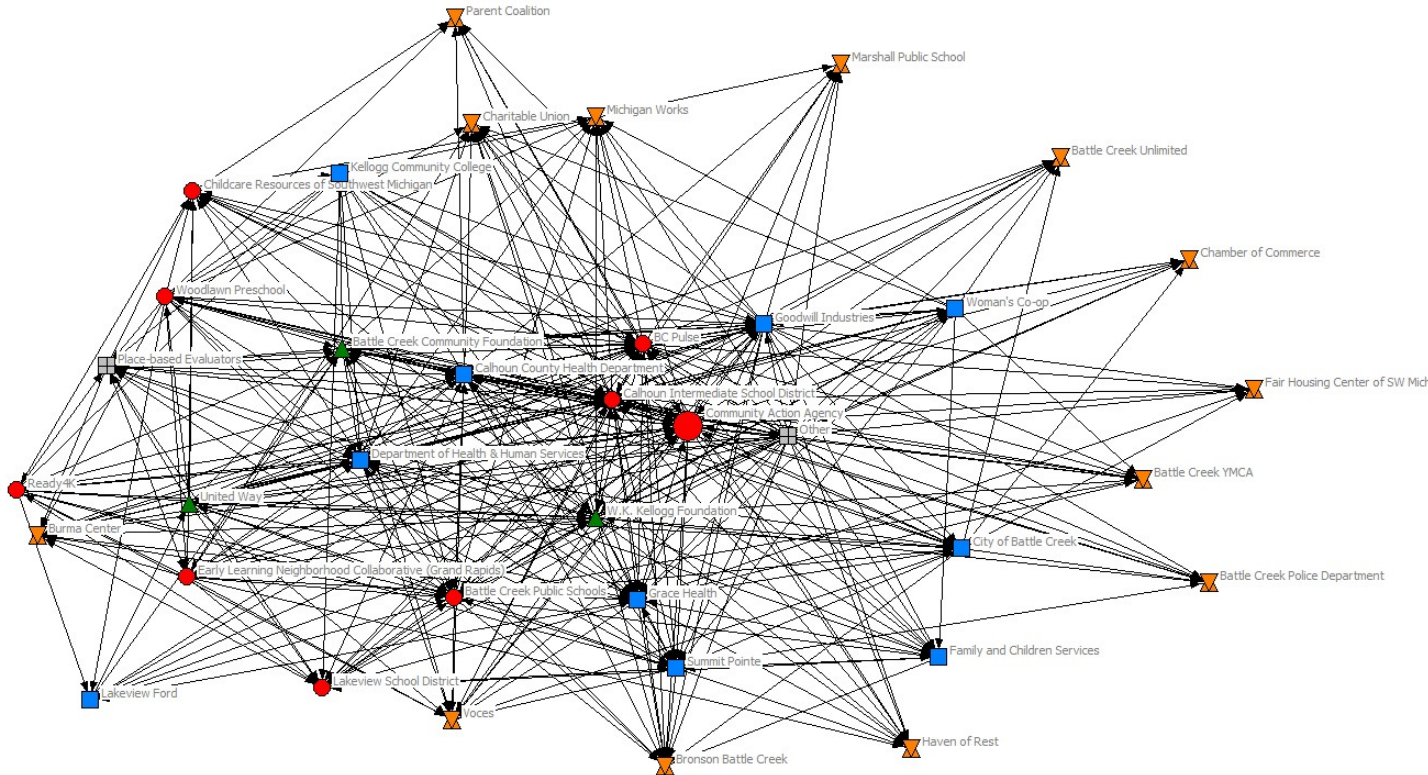 Parent Coalition
Marshall Public School
Charitable Union
Michigan Works
Battle Creek Unlimited
Kellogg Community College
Childcare Resources of Southwest Michigan
Chamber of Commerce
Woodlawn Preschool
Woman's Co-op
Goodwill Industries
Battle Creek Community Foundation
BC Pulse
Place-based Evaluators
Calhoun County Health Department
Fair Housing Center of SW Mich
Calhoun Intermediate School District
Community Action Agency
Other
Department of Health & Human Services
Battle Creek YMCA
Ready4K
United Way
W.K. Kellogg Foundation
Burma Center
City of Battle Creek
Early Learning Neighborhood Collaborative (Grand Rapids)
Battle Creek Police Department
Battle Creek Public Schools
Grace Health
Family and Children Services
Summit Pointe
Lakeview School District
Lakeview Ford
Voces
Haven of Rest
Bronson Battle Creek